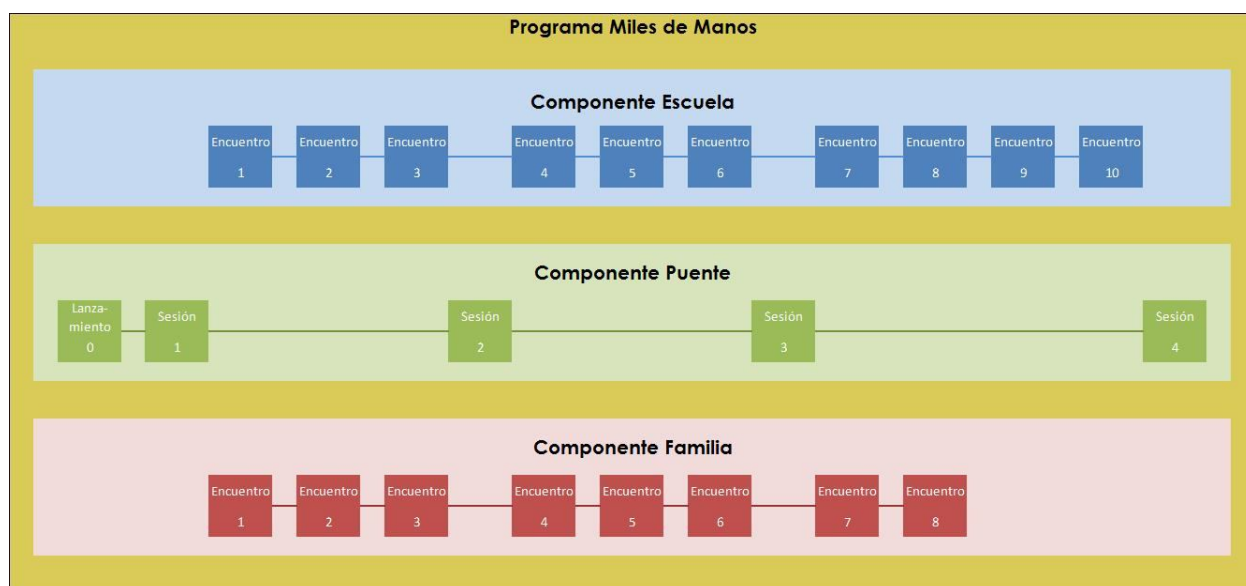 Programa Miles de Manos
Componente Escuela
Encuentro
1
Encuentro
2
Encuentro
3
Encuentro
4
Encuentro
5
Encuentro
6
Encuentro
7
Encuentro
8
Encuentro
9
Encuentro
10
Componente Puente
Lanza-
miento
0
Sesión
1
Sesión
2
Sesión
3
Sesión
4
Componente Familia
Encuentro
1
Encuentro
2
Encuentro
3
Encuentro
4
Encuentro
5
Encuentro
6
Encuentro
7
Encuentro
8